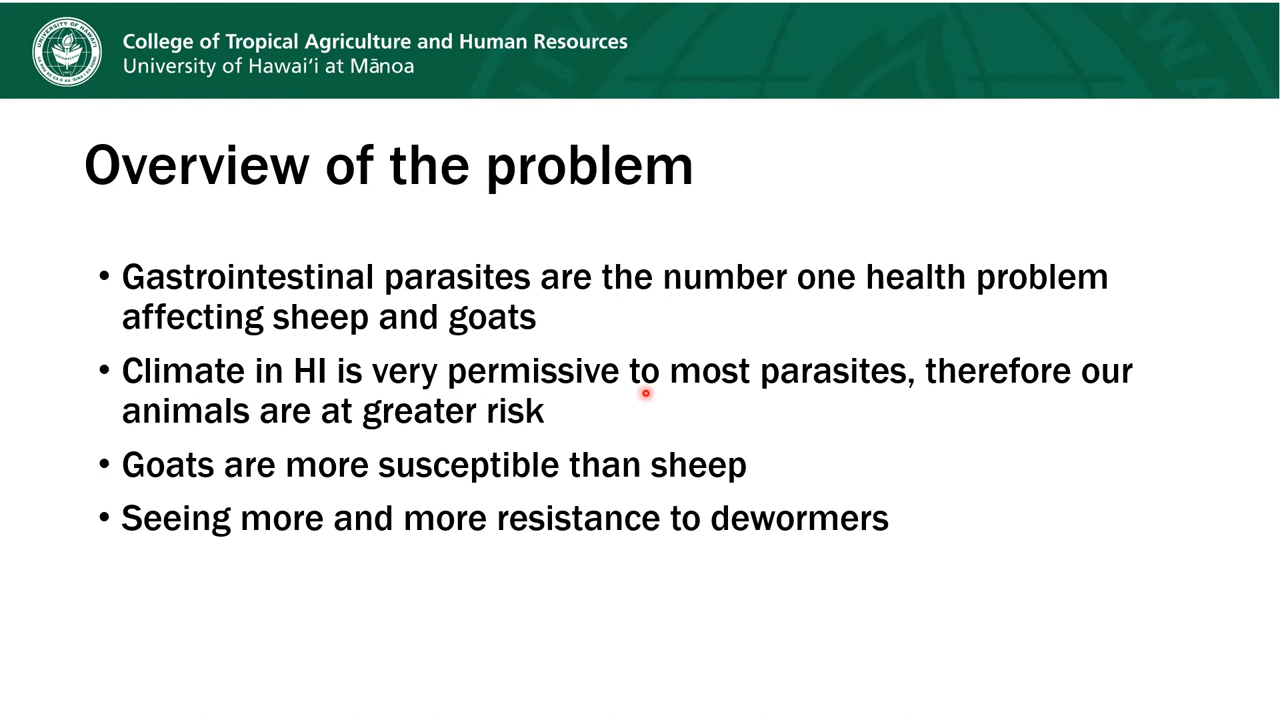 College of Tropical Agriculture and Human Resources
University of Hawaiʻi at Mānoa
Overview of the problem
• Gastrointestinal parasites are the number one health problem
affecting sheep and goats
• Climate in HI is very permissive to most parasites, therefore our
animals are at greater risk
• Goats are more susceptible than sheep
• Seeing more and more resistance to dewormers